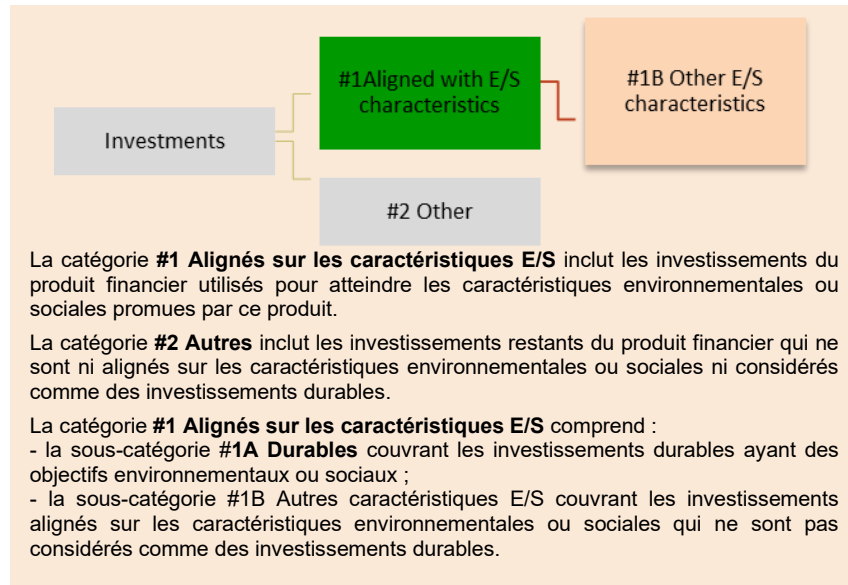 #1Aligned with E/S
characteristics
#1B Other E/S
characteristics
Investments
#2 Other
La catégorie #1 Alignés sur les caractéristiques E/S inclut les investissements du
produit financier utilisés pour atteindre les caractéristiques environnementales ou
sociales promues par ce produit.
La catégorie #2 Autres inclut les investissements restants du produit financier qui ne
sont ni alignés sur les caractéristiques environnementales ou sociales ni considérés
comme des investissements durables.
La catégorie #1 Alignés sur les caractéristiques E/S comprend :
- la sous-catégorie #1A Durables couvrant les investissements durables ayant des
objectifs environnementaux ou sociaux ;
- la sous-catégorie #1B Autres caractéristiques E/S couvrant les investissements
alignés sur les caractéristiques environnementales ou sociales qui ne sont pas
considérés comme des investissements durables.